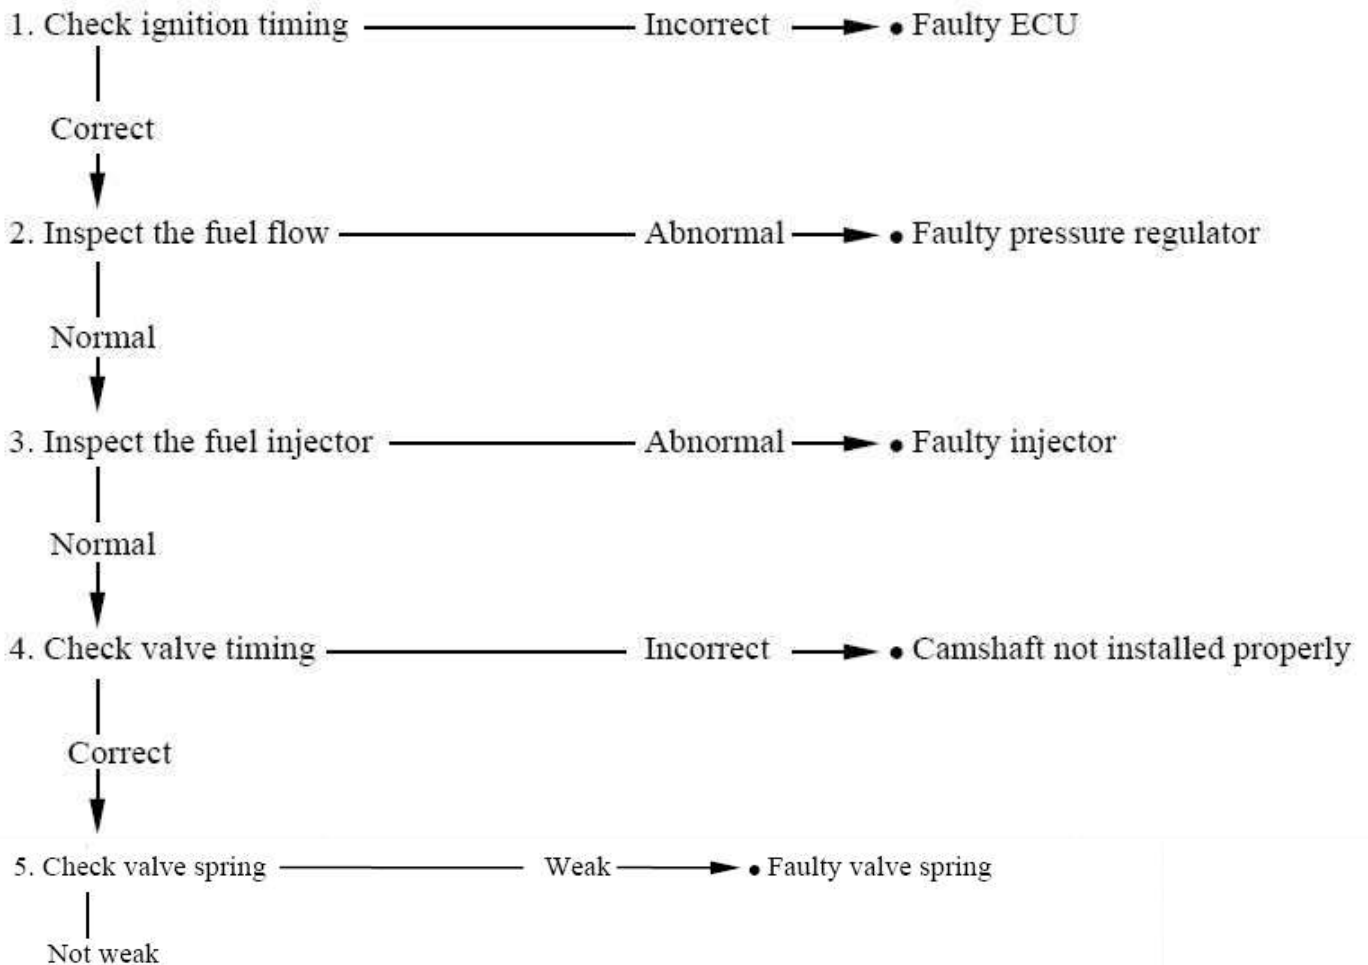 1. Check ignition timing Incorrect • Faulty ECU
Correct
2. Inspect the fuel flow Abnormal • Faulty pressure regulator
Normal
3. Inspect the fuel injector Abnormal • Faulty injector
Normal
4. Check valve timing Incorrect • Camshaft not installed properly
Correct
5. Check valve spring Weak • Faulty valve spring
Not weak